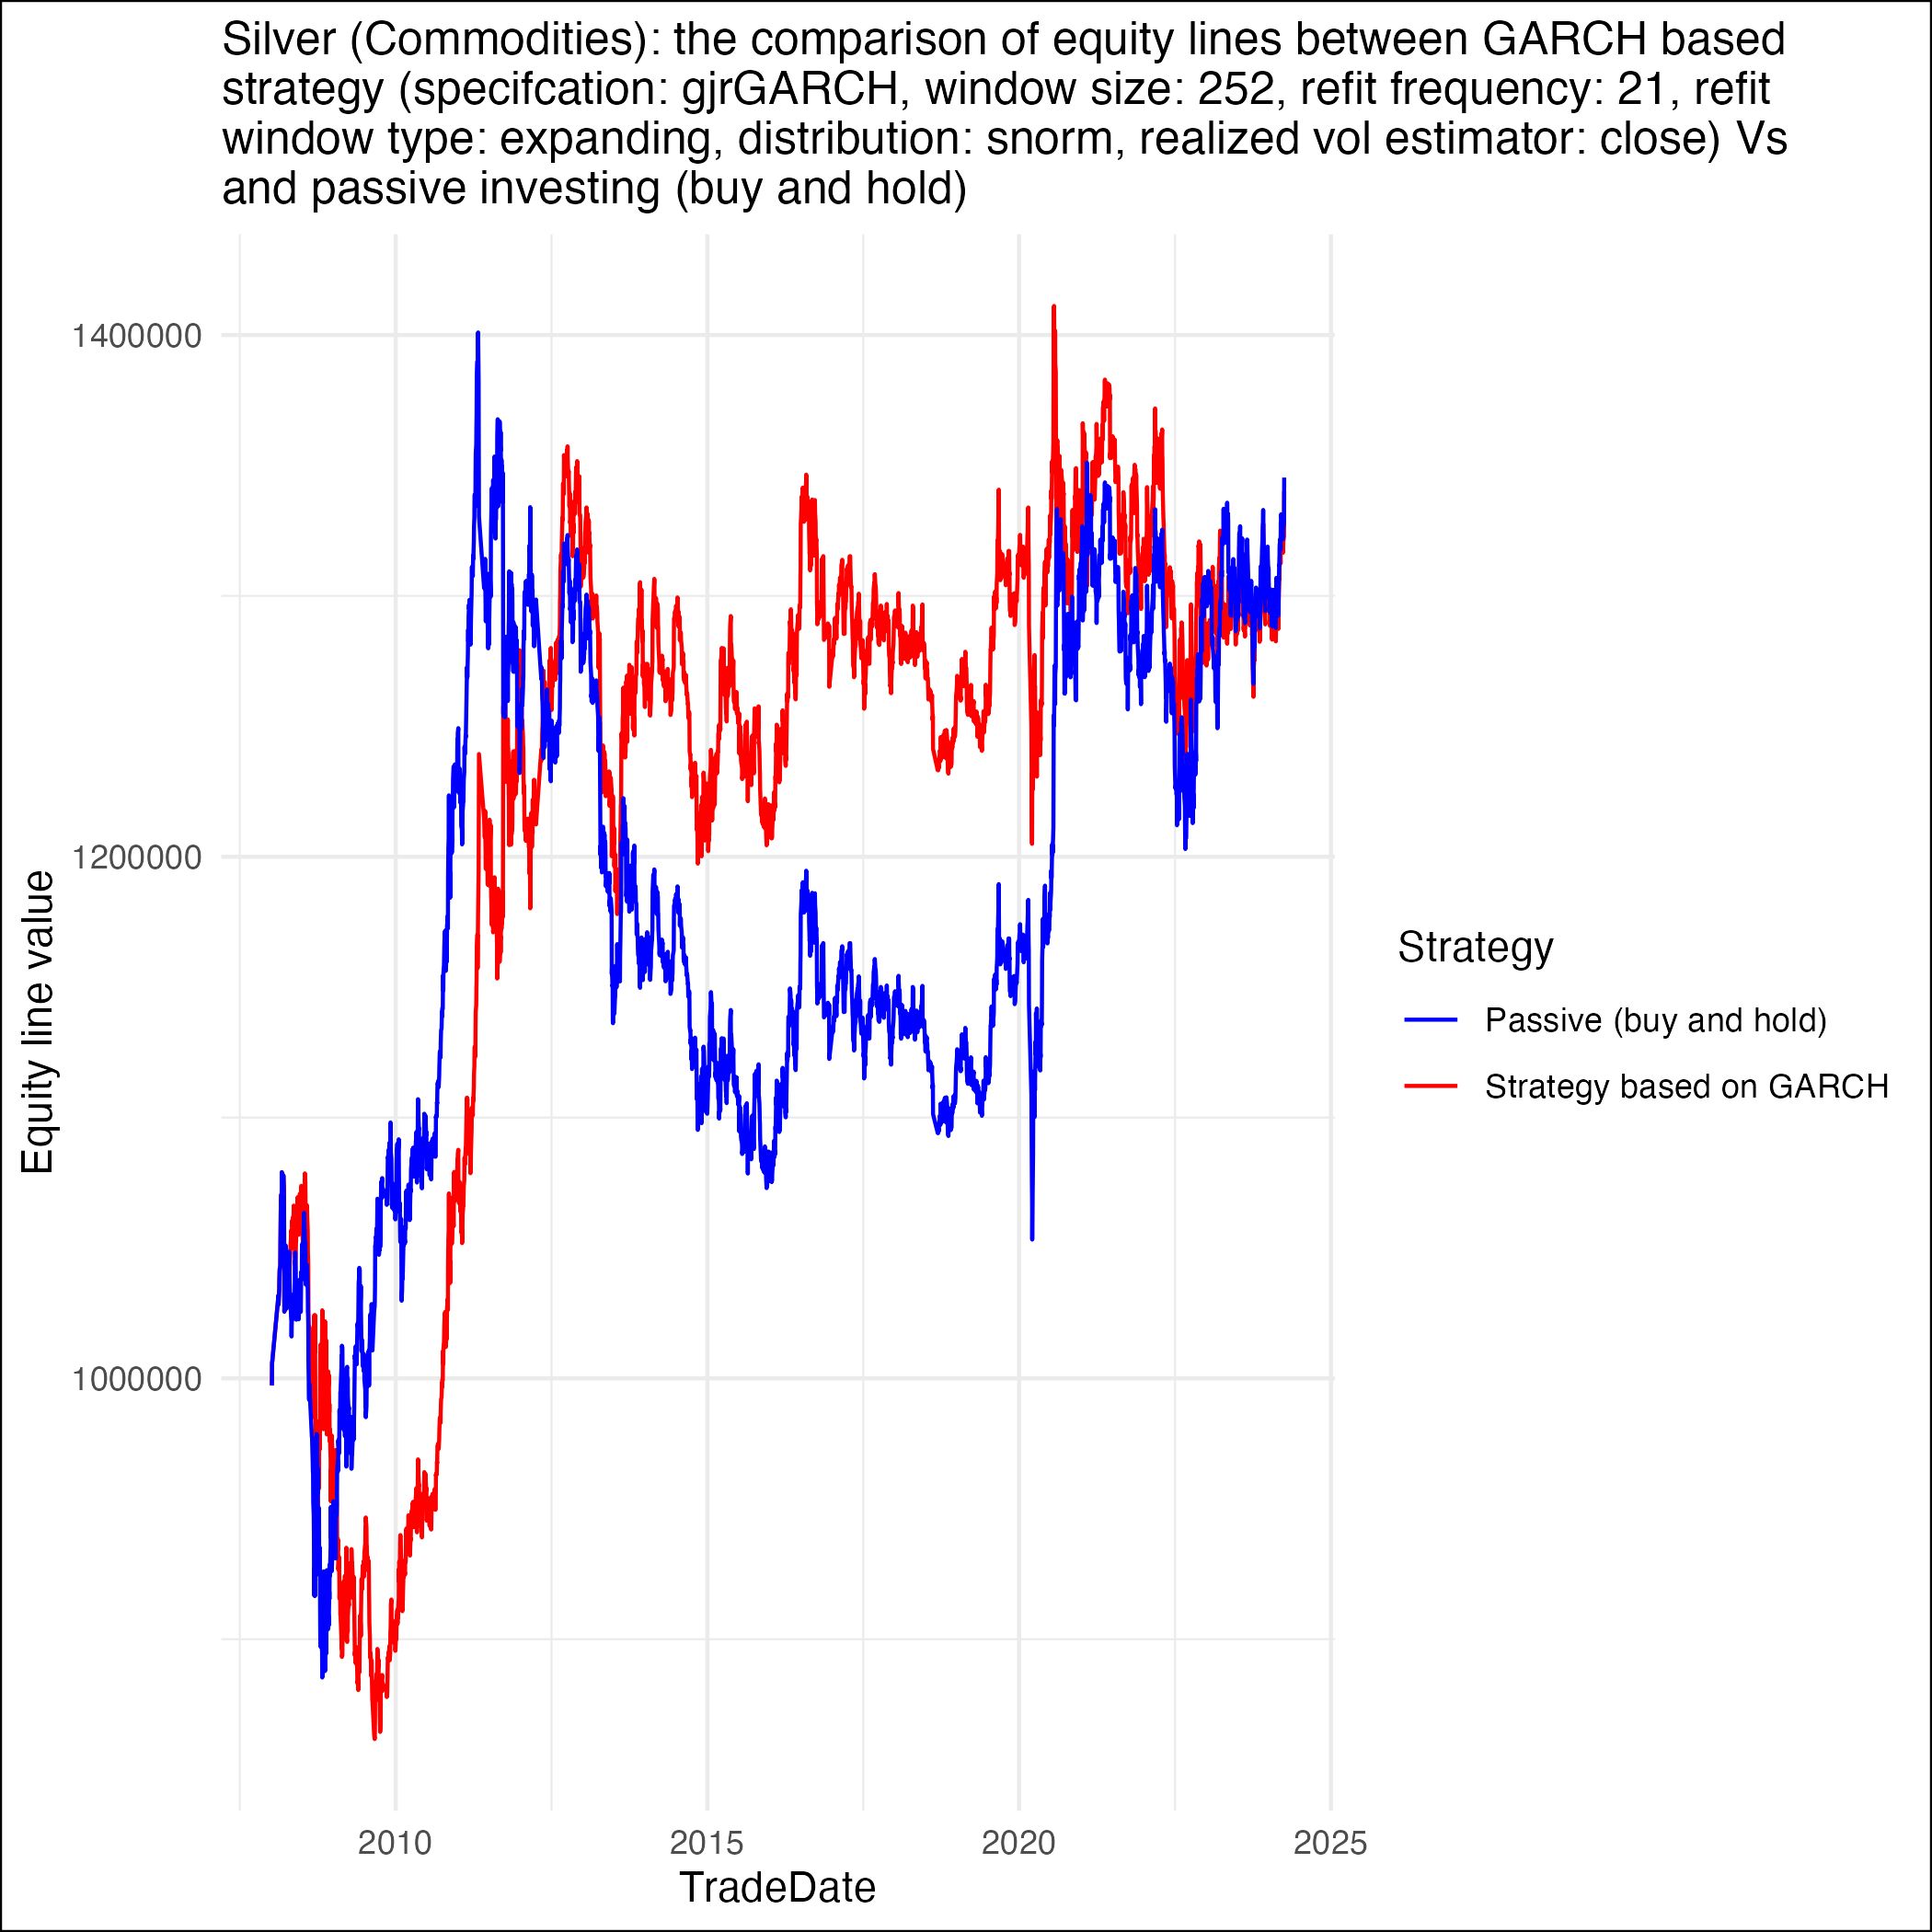 Silver (Commodities): the comparison of equity lines between GARCH based
strategy (specifcation: gjrGARCH, window size: 252, refit frequency: 21, refit
window type: expanding, distribution: snorm, realized vol estimator: close) Vs
and passive investing (buy and hold)
1400000
1200000
1000000
Equity line value
2010
2015
2020
2025
TradeDate
Strategy
Passive (buy and hold)
Strategy based on GARCH